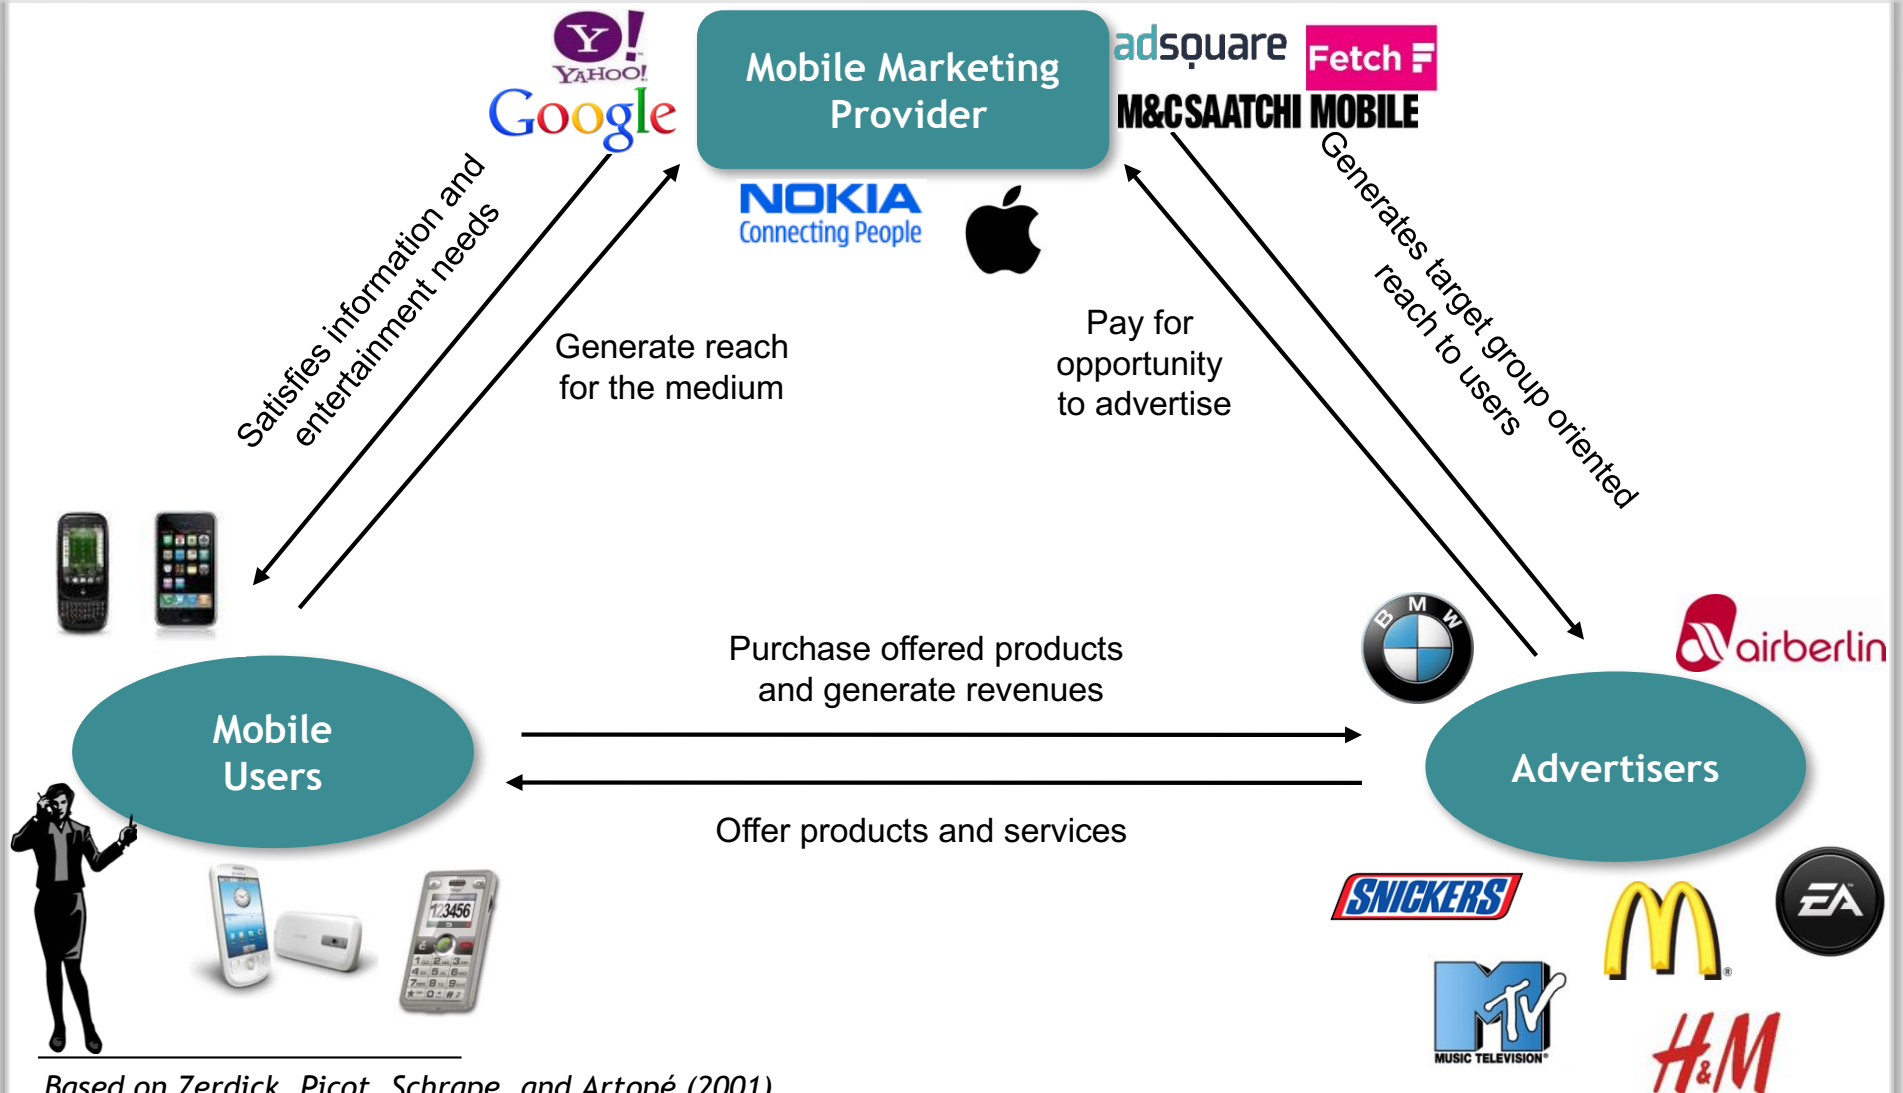 YAHOO!
Google
Mobile Marketing
Provider
adsquare
Fetch F
M&CSAATCHI MOBILE
NOKIA
Connecting People
Satisfies information and
entertainment needs
Generate reach
for the medium
Pay for
opportunity
to advertise
Generates target group oriented
reach to users
BMW
airberlin
Purchase offered products
and generate revenues
Mobile
Users
Advertisers
Offer products and services
123456
SNICKERS
EA
MTV
MUSIC TELEVISION®
H&M
Based on Zerdick, Picot, Schrape, and Artopé (2001)